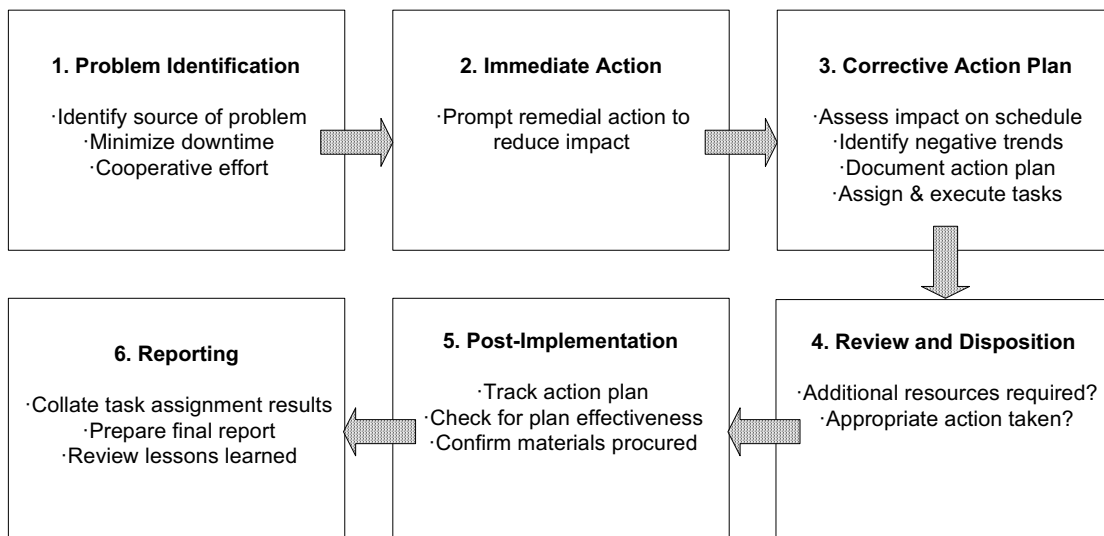 1. Problem Identification
·Identify source of problem
·Minimize downtime
·Cooperative effort
2. Immediate Action
·Prompt remedial action to
reduce impact
3. Corrective Action Plan
·Assess impact on schedule
·Identify negative trends
·Document action plan
·Assign & execute tasks
4. Review and Disposition
·Additional resources required?
·Appropriate action taken?
5. Post-Implementation
·Track action plan
·Check for plan effectiveness
·Confirm materials procured
6. Reporting
·Collate task assignment results
·Prepare final report
·Review lessons learned